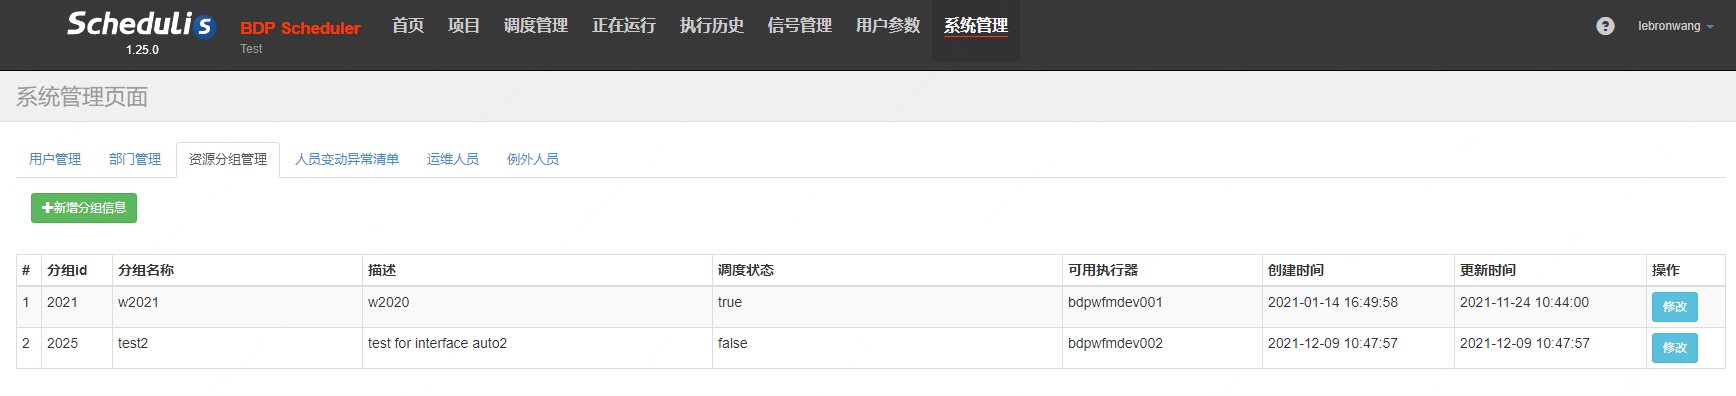 Scheduli s
1.25.0
BDP Scheduler
Test
首页 项目 调度管理 正在运行 执行历史 信号管理 用户参数 系统管理
? lebronwang
系统管理页面
用户管理 部门管理 资源分组管理 人员变动异常清单 运维人员 例外人员
+新增分组信息
# 分组id 分组名称 描述 调度状态 可用执行器 创建时间 更新时间 操作
1 2021 w2021 w2020 true bdpwfmdev001 2021-01-14 16:49:58 2021-11-24 10:44:00 修改
2 2025 test2 test for interface auto2 false bdpwfmdev002 2021-12-09 10:47:57 2021-12-09 10:47:57 修改